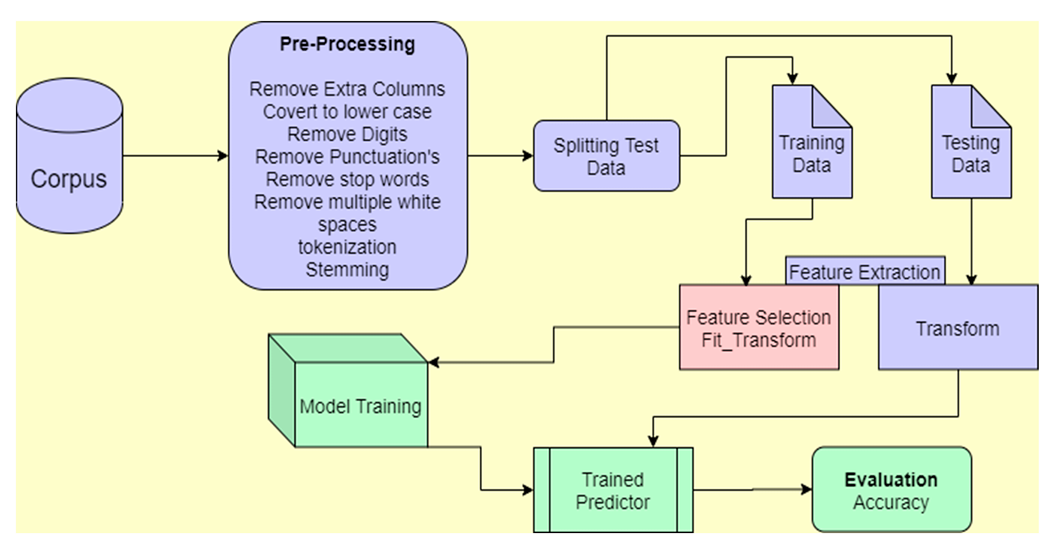 Corpus
Pre-Processing
Remove Extra Columns
Covert to lower case
Remove Digits
Remove Punctuation's
Remove stop words
Remove multiple white
spaces
tokenization
Stemming
Splitting Test
Data
Training
Data
Testing
Data
Feature Extraction
Feature Selection
Fit_Transform
Transform
Model Training
Trained
Predictor
Evaluation
Accuracy